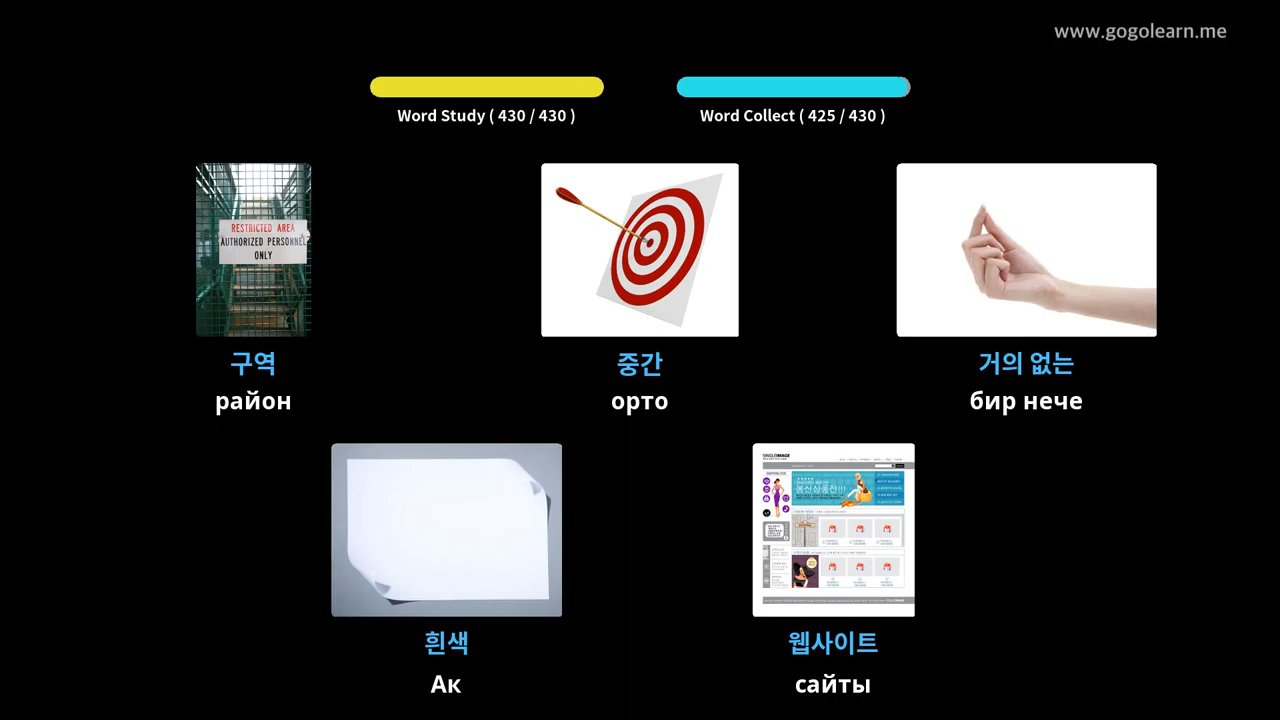 www.gogolearn.me
Word Study ( 430 / 430 )
Word Collect ( 425 / 430 )
RESTRICTED AREA
AUTHORIZED PERSONNEL
ONLY
구역
район
중간
орто
거의 없는
бир нече
흰색
Ак
웹사이트
сайты